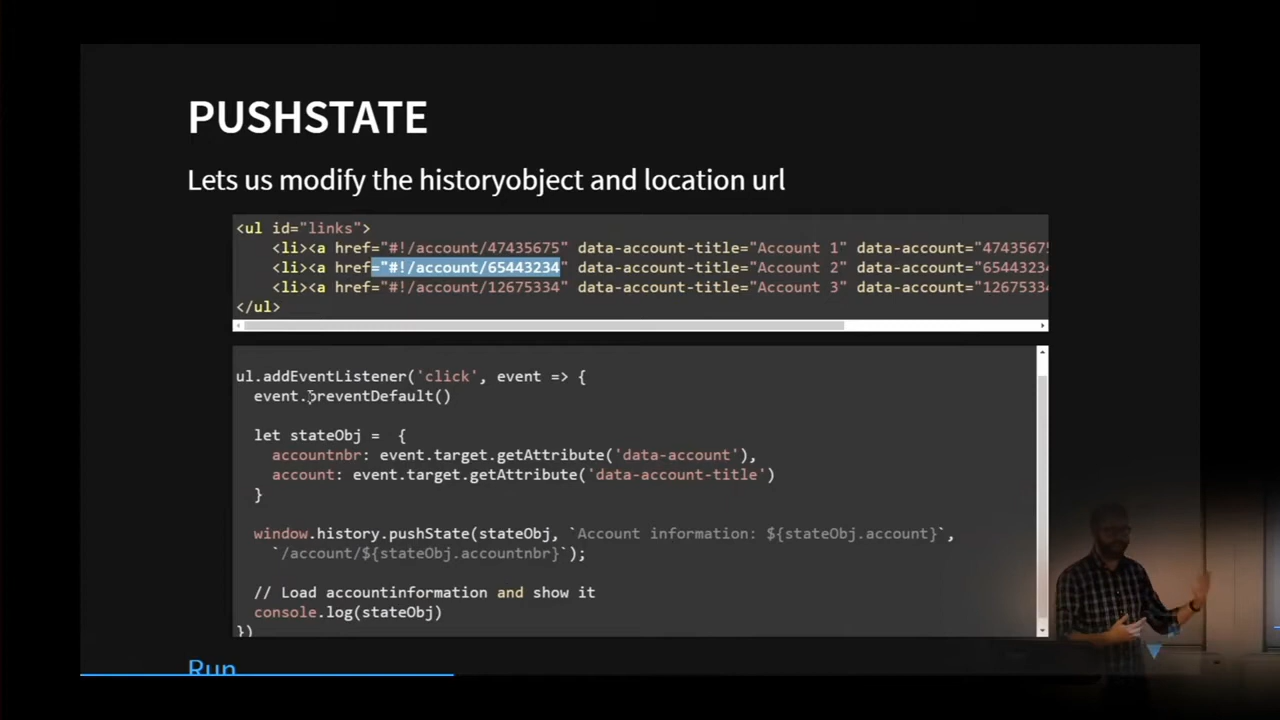 PUSHSTATE
Lets us modify the historyobject and location url
<ul id="links">
<li><a href="#!/account/47435675" data-account-title="Account 1" data-account="47435675
<li><a href="#!/account/65443234" data-account-title="Account 2" data-account="65443234
<li><a href="#!/account/12675334" data-account-title="Account 3" data-account="12675334
</ul>
ul.addEventListener('click', event => {
event.preventDefault()
let stateObj = {
accountnbr: event.target.getAttribute('data-account'),
account: event.target.getAttribute('data-account-title')
}
window.history.pushState(stateObj, `Account information: ${stateObj.account}`,
`/account/${stateObj.accountnbr}`);
// Load accountinformation and show it
console.log(stateObj)
})
Run